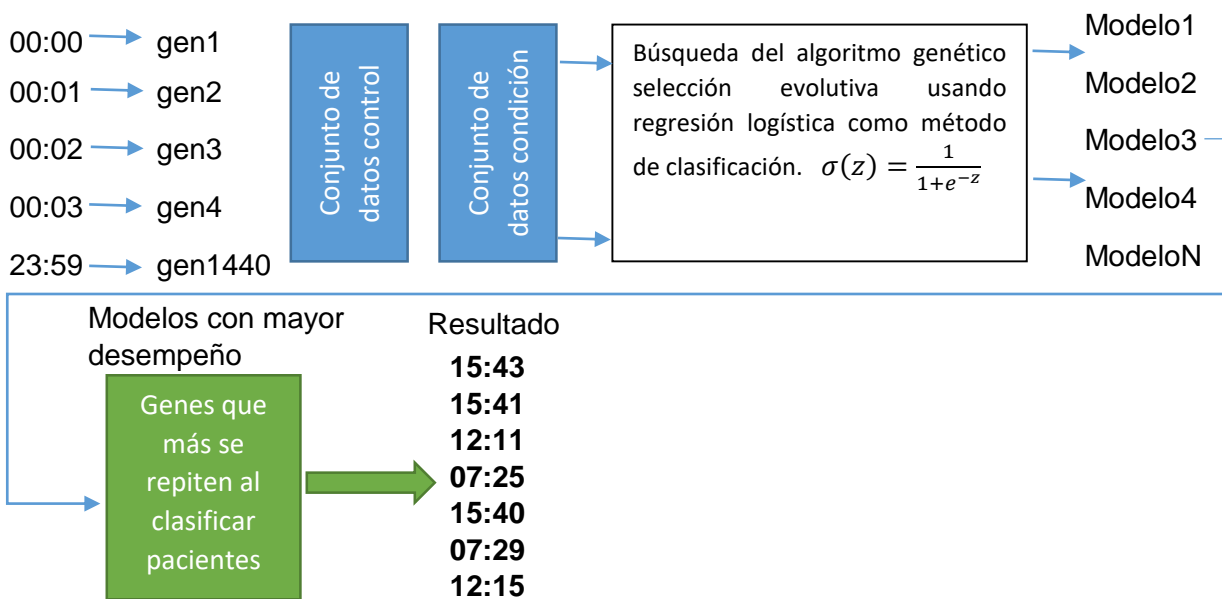 00:00 gen1
00:01 gen2
00:02 gen3
00:03 gen4
23:59 gen1440
Conjunto de
datos control
Conjunto de
datos condición
Búsqueda del algoritmo genético
selección evolutiva usando
regresión logística como método
de clasificación. σ(z) = 1/(1+e^{-z})
Modelo1
Modelo2
Modelo3
Modelo4
ModeloN
Modelos con mayor
desempeño
Genes que
más se
repiten al
clasificar
pacientes
Resultado
15:43
15:41
12:11
07:25
15:40
07:29
12:15